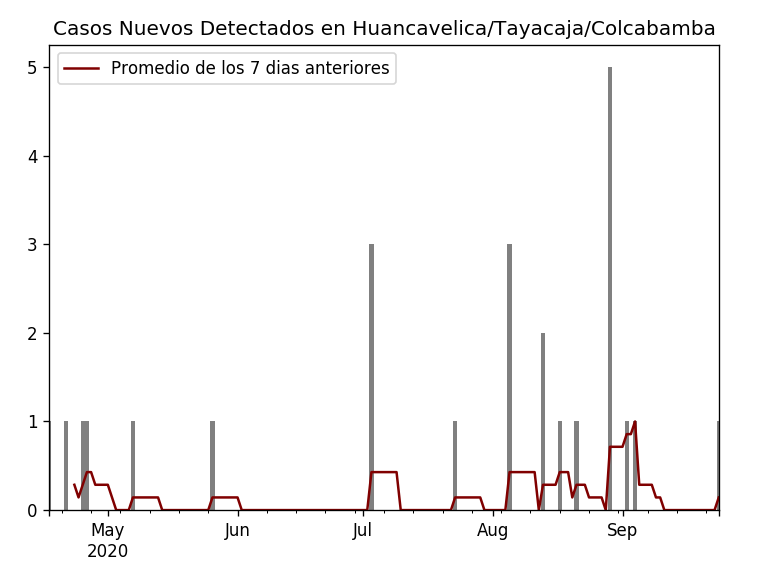 Casos Nuevos Detectados en Huancavelica/Tayacaja/Colcabamba
Promedio de los 7 dias anteriores
5
4
3
2
1
0
May Jun Jul Aug Sep
2020